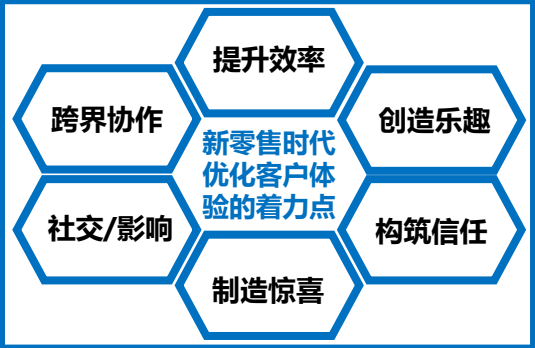 提升效率
跨界协作
创造乐趣
新零售时代
优化客户体
验的着力点
社交/影响
构筑信任
制造惊喜